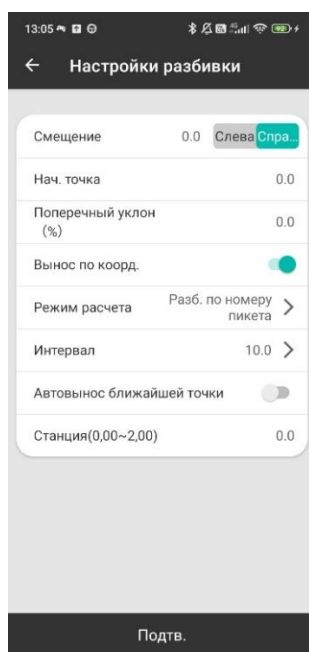 13:05
Настройки разбивки
Смещение 0.0 Слева Спра...
Нач. точка 0.0
Поперечный уклон
(%) 0.0
Вынос по коорд.
Режим расчета Разб. по номеру
пикета
Интервал 10.0
Автовынос ближайшей точки
Станция(0,00~2,00) 0.0
Подтв.